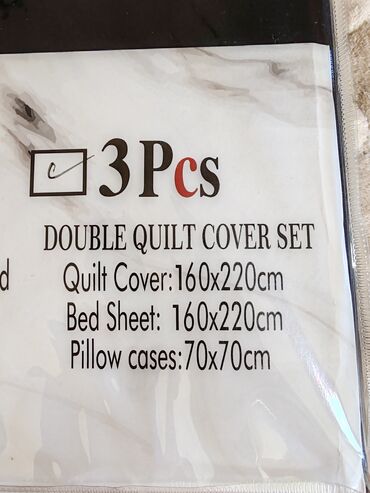 3Pcs
DOUBLE QUILT COVER SET
d
Quilt Cover:160x220cm
Bed Sheet: 160x220cm
Pillow cases:70x70cm